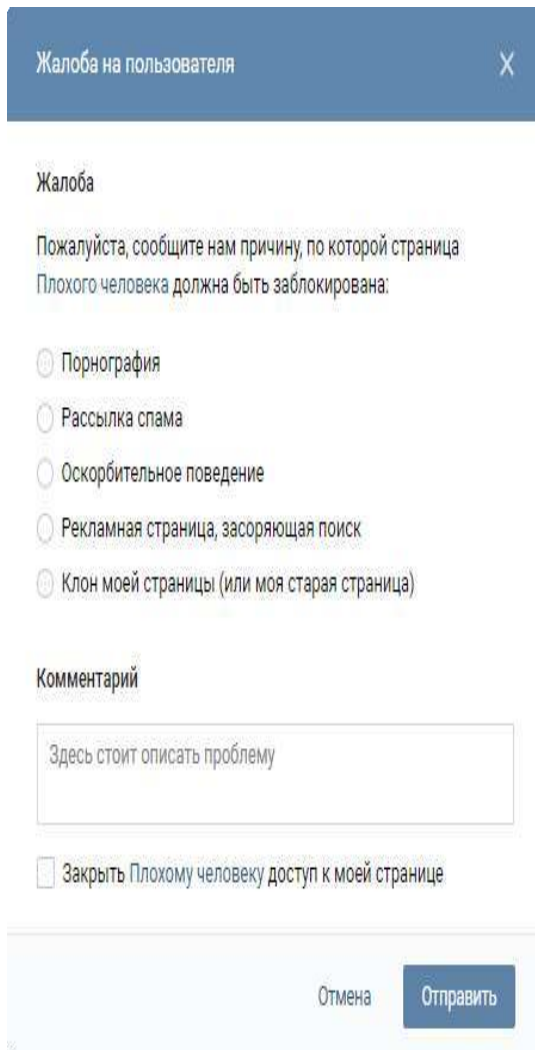 Жалоба на пользователя
Жалоба
Пожалуйста, сообщите нам причину, по которой страница
Плохого человека должна быть заблокирована:
Порнография
Рассылка спама
Оскорбительное поведение
Рекламная страница, засоряющая поиск
Клон моей страницы (или моя старая страница)
Комментарий
Здесь стоит описать проблему
Закрыть Плохому человеку доступ к моей странице
Отмена
Отправить